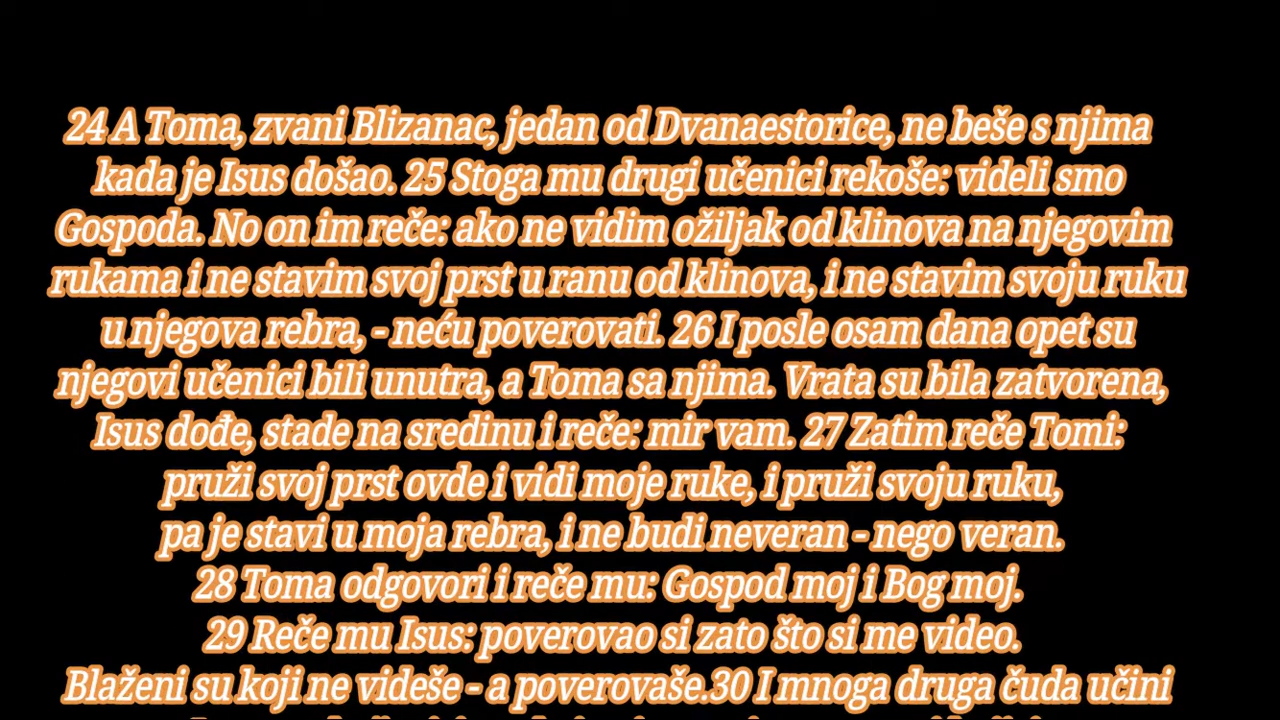 24 A Toma, zvani Blizanac, jedan od Dvanaestorice, ne beše s njima
kada je Isus došao. 25 Stoga mu drugi učenici rekoše: videli smo
Gospoda. No on im reče: ako ne vidim ožiljak od klinova na njegovim
rukama i ne stavim svoj prst u ranu od klinova, i ne stavim svoju ruku
u njegova rebra, - neću poverovati. 26 I posle osam dana opet su
njegovi učenici bili unutra, a Toma sa njima. Vrata su bila zatvorena,
Isus dođe, stade na sredinu i reče: mir vam. 27 Zatim reče Tomi:
pruži svoj prst ovde i vidi moje ruke, i pruži svoju ruku,
pa je stavi u moja rebra, i ne budi neveran - nego veran.
28 Toma odgovori i reče mu: Gospod moj i Bog moj.
29 Reče mu Isus: poverovao si zato što si me video.
Blaženi su koji ne videše - a poverovaše.30 I mnoga druga čuda učini